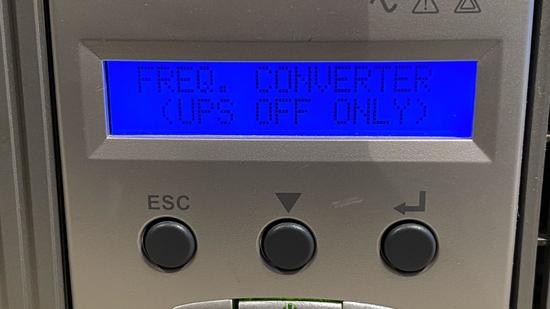 FREQ. CONVERTER
(UPS OFF ONLY)
ESC